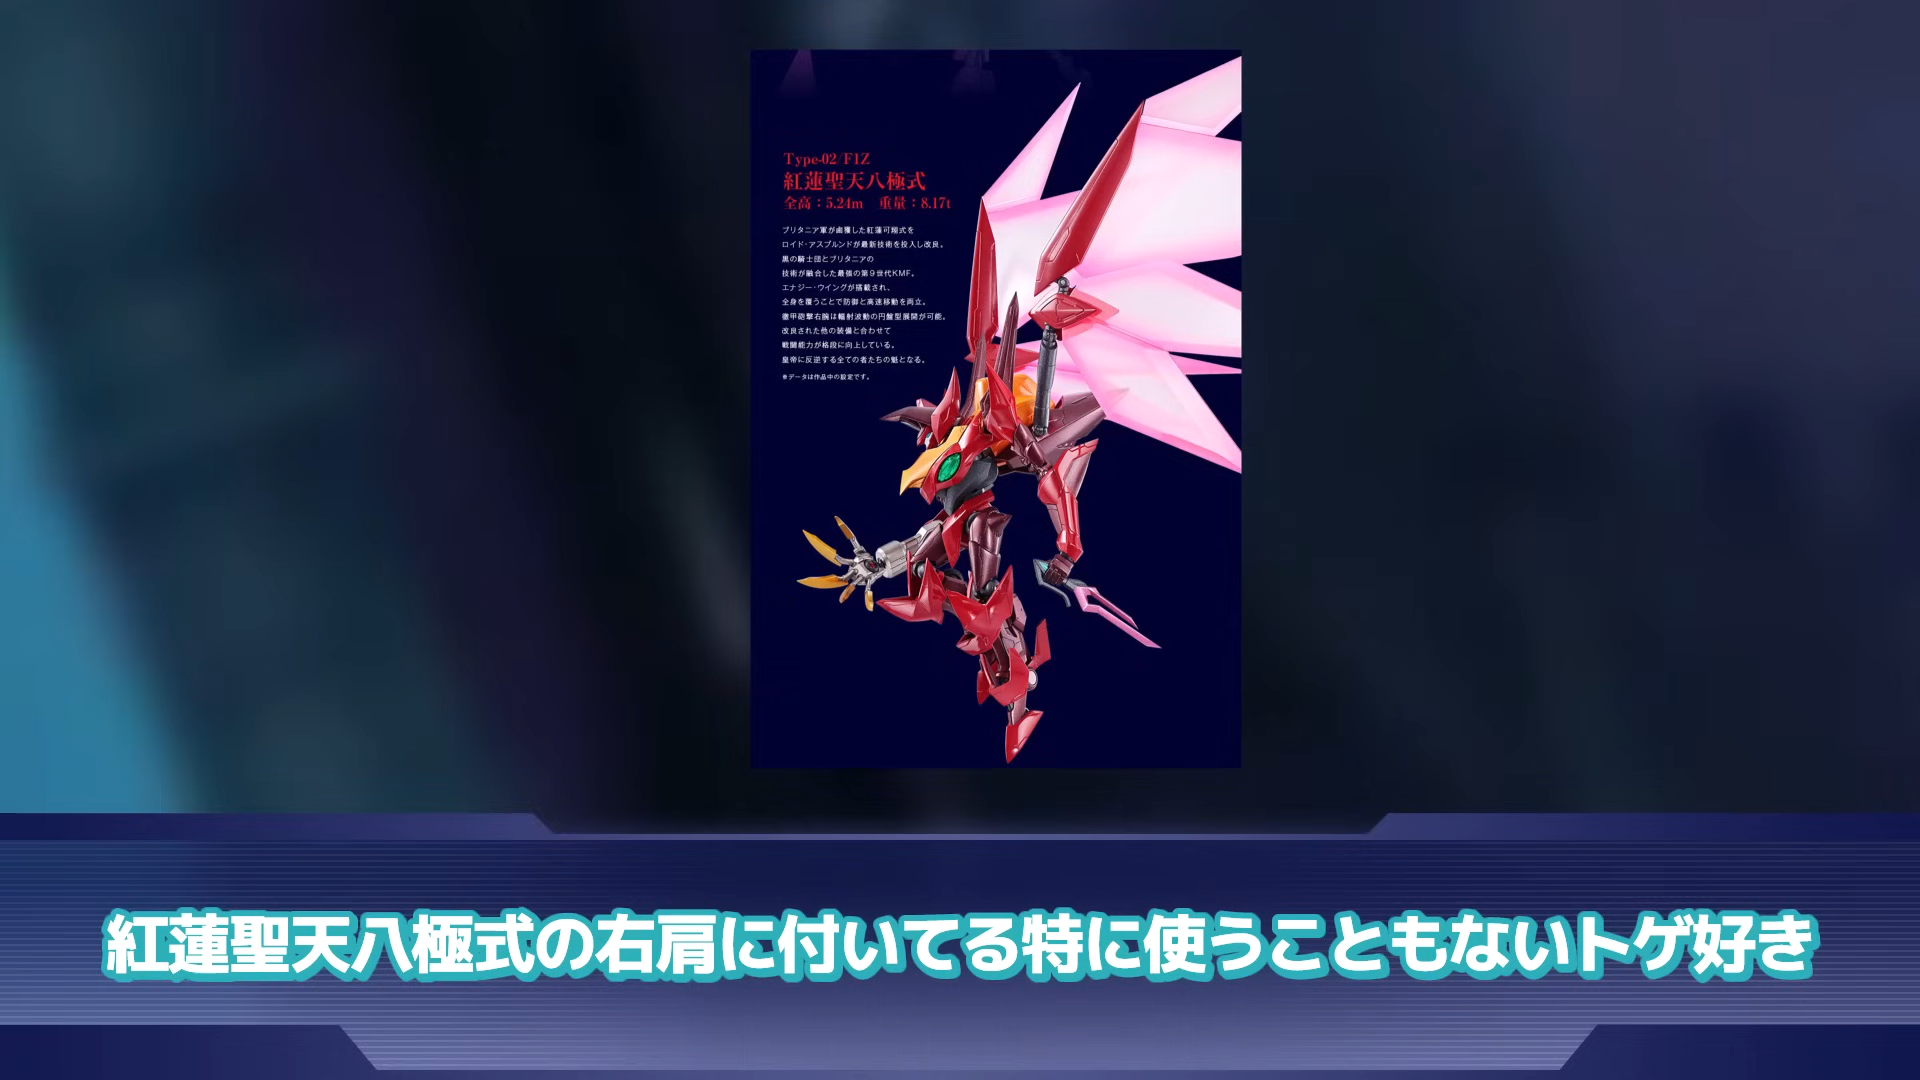 Type-02/F1Z
紅蓮聖天八極式
全高：5.24m　重量：8.17t
ブリタニア軍が鹵獲した紅蓮可翔式を
ロイド・アスプルンドが最新技術を投入し改良。
黒の騎士団とブリタニアの
技術が融合した最強の第9世代KMF。
エナジー・ウイングが搭載され、
全身を覆うことで防御と高速移動を両立。
徹甲砲撃右腕は輻射波動の円盤型展開が可能。
改良された他の装備と合わせて
戦闘能力が格段に向上している。
皇帝に反逆する全ての者たちの魁となる。
※データは作品中の設定です。
紅蓮聖天八極式の右肩に付いてる特に使うこともないトゲ好き